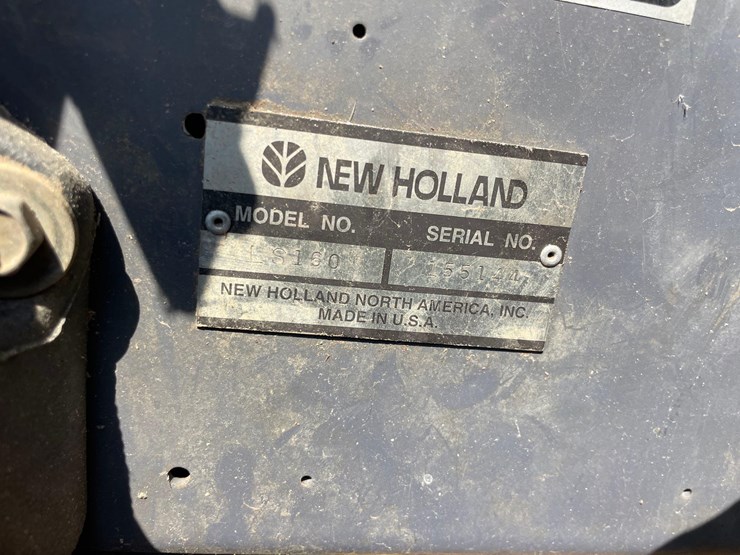 NEW HOLLAND
MODEL NO. SERIAL NO.
LS160
NEW HOLLAND NORTH AMERICA, INC.
MADE IN U.S.A.